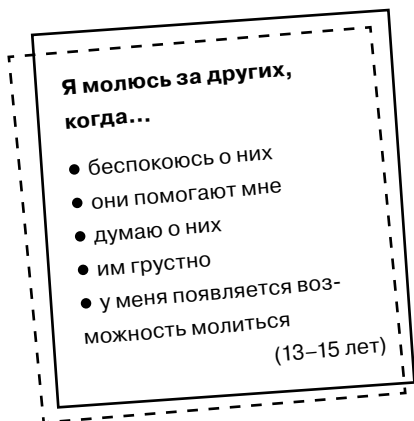 Я молюсь за других,
когда...
● беспокоюсь о них
● они помогают мне
● думаю о них
● им грустно
● у меня появляется воз-
можность молиться
(13–15 лет)